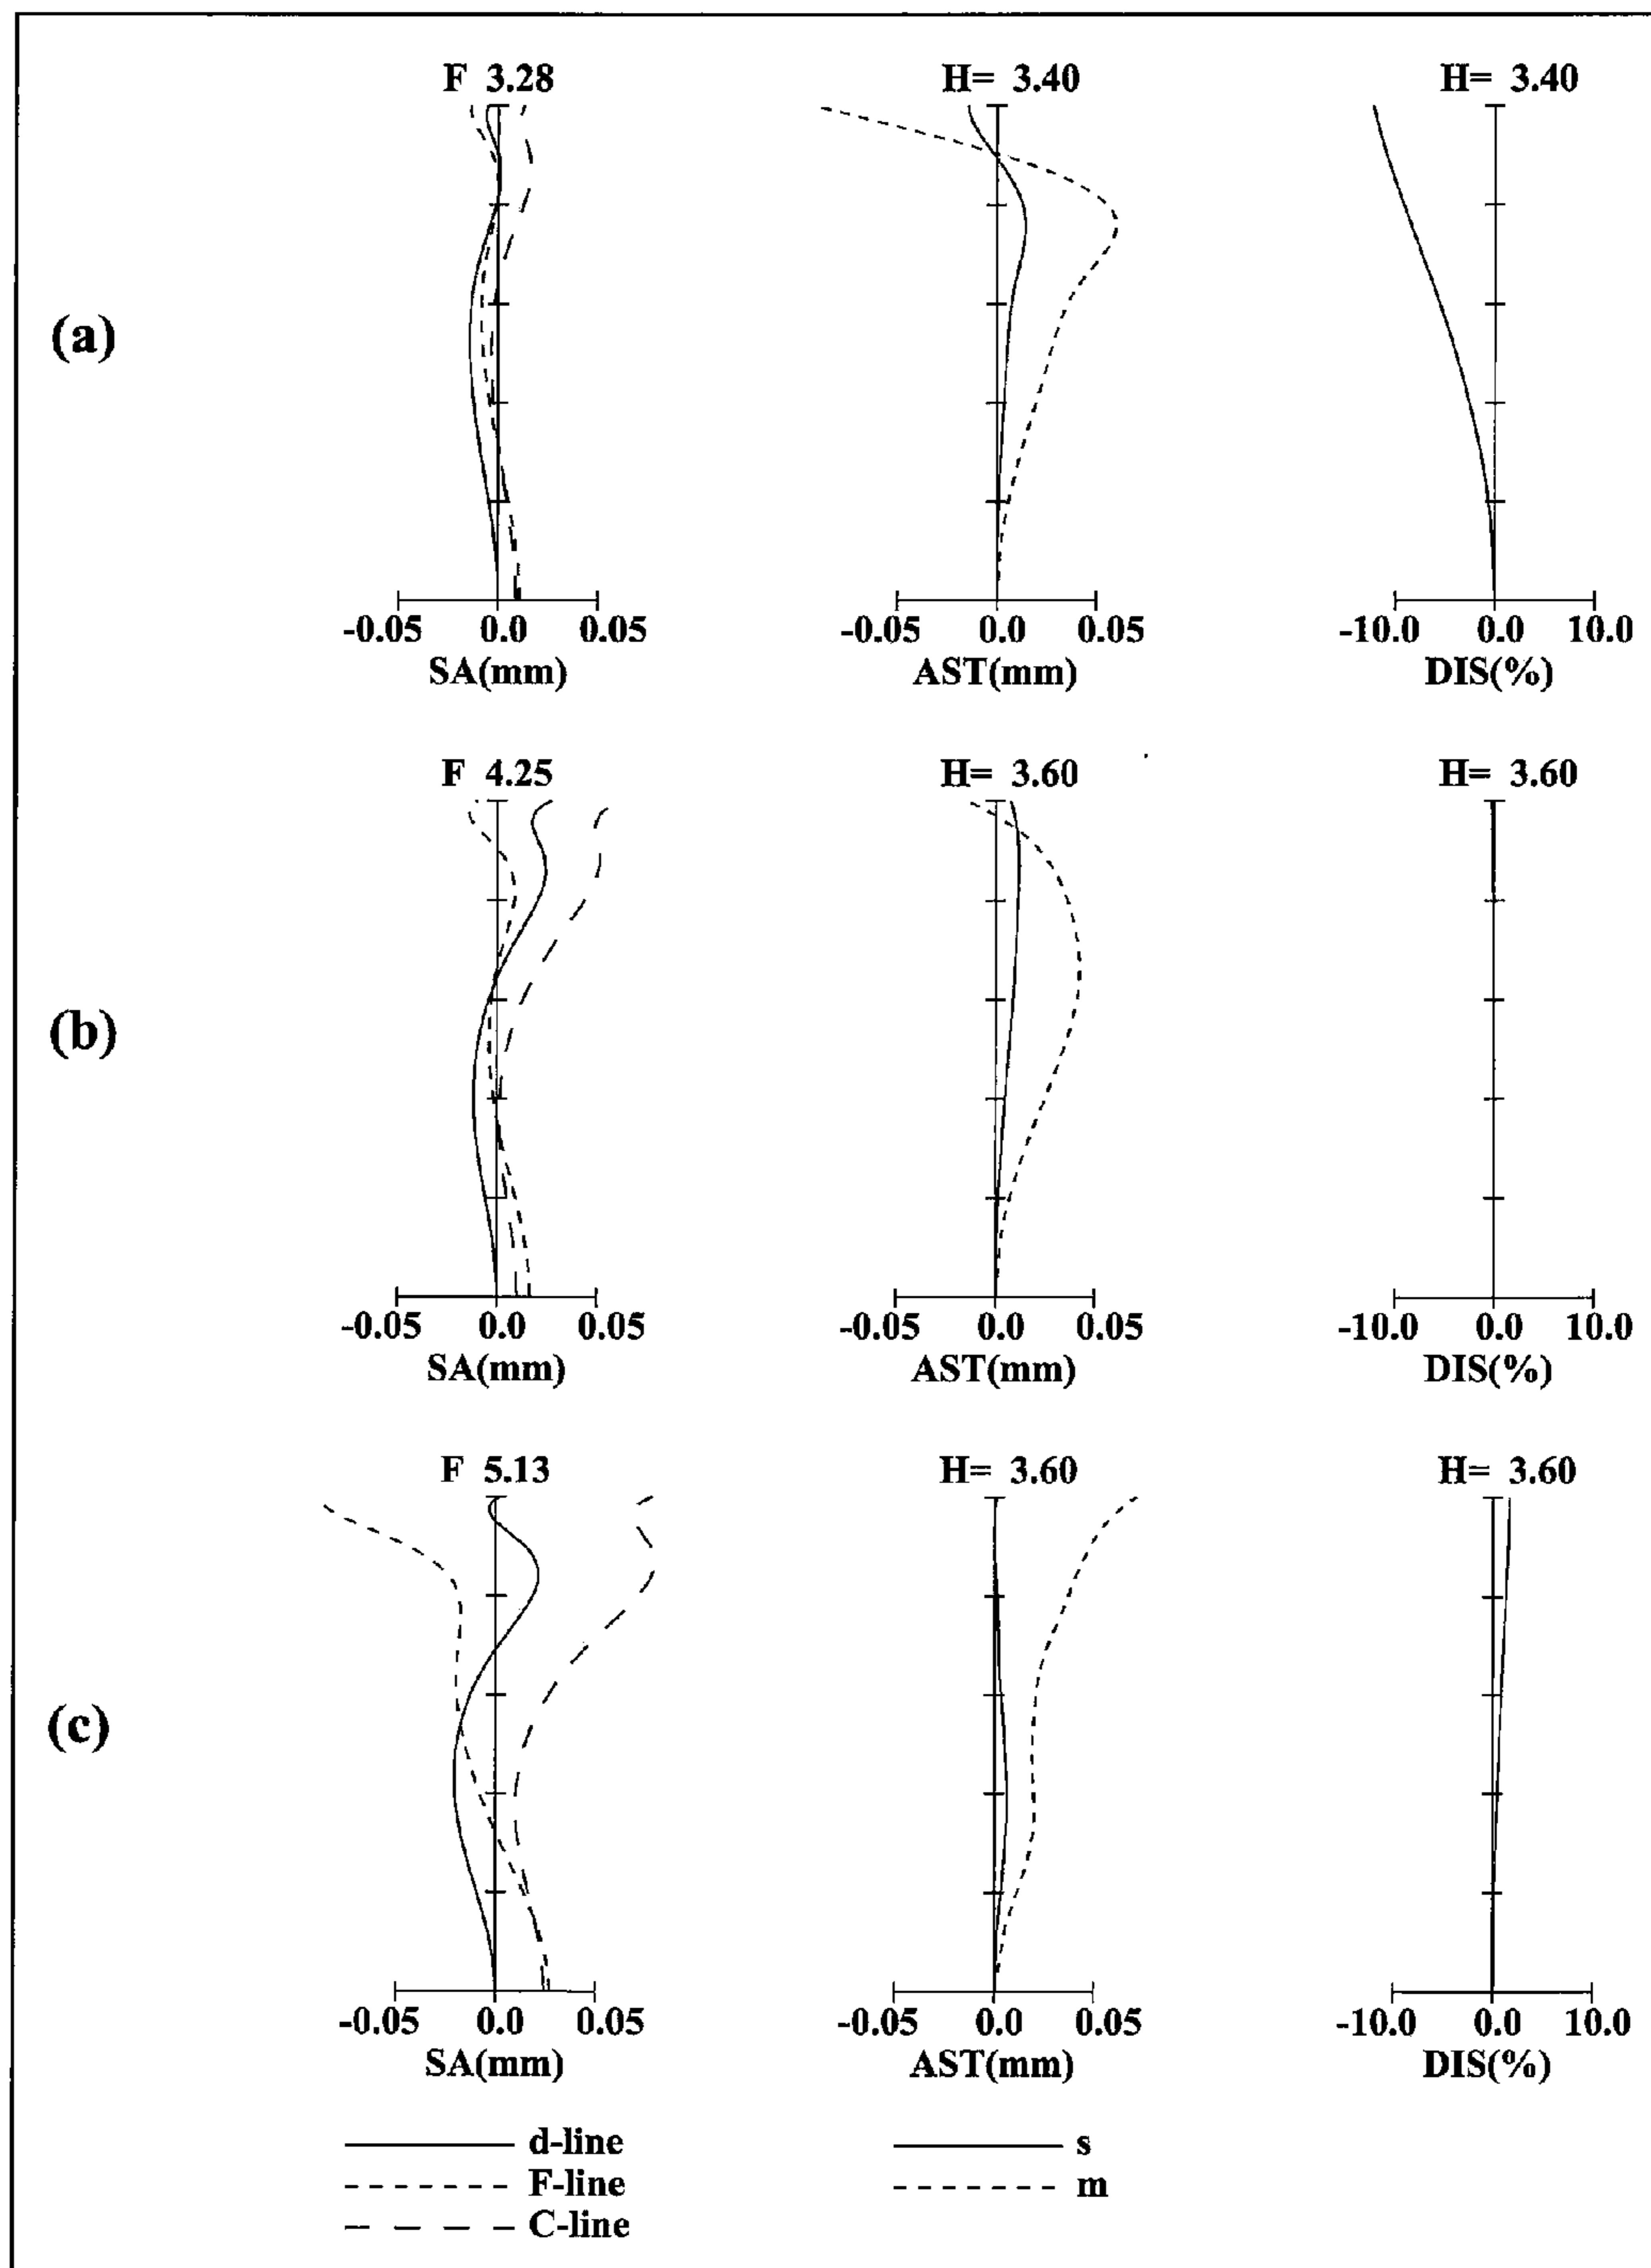 F 3.28 H= 3.40 H= 3.40
(a)
-0.05 0.0 0.05 -0.05 0.0 0.05 -10.0 0.0 10.0
SA(mm) AST(mm) DIS(%)
F 4.25 H= 3.60 H= 3.60
(b)
-0.05 0.0 0.05 -0.05 0.0 0.05 -10.0 0.0 10.0
SA(mm) AST(mm) DIS(%)
F 5.13 H= 3.60 H= 3.60
(c)
-0.05 0.0 0.05 -0.05 0.0 0.05 -10.0 0.0 10.0
SA(mm) AST(mm) DIS(%)
d-line s
F-line m
C-line